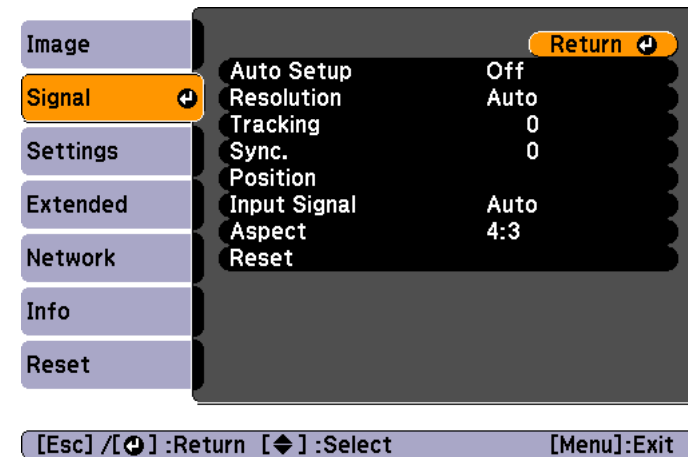 Image
Signal
Settings
Extended
Network
Info
Reset
Return
Auto Setup Off
Resolution Auto
Tracking 0
Sync. 0
Position
Input Signal Auto
Aspect 4:3
Reset
[Esc] /[ ] :Return [ ] :Select [Menu]:Exit